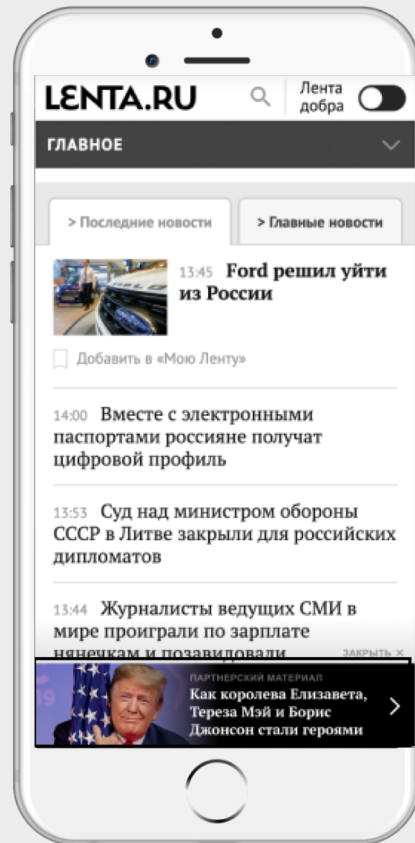 LENTA.RU
Лента
добра
ГЛАВНОЕ
> Последние новости
> Главные новости
13:45 Ford решил уйти
из России
Добавить в «Мою Ленту»
14:00 Вместе с электронными
паспортами россияне получат
цифровой профиль
13:53 Суд над министром обороны
СССР в Литве закрыли для российских
дипломатов
13:44 Журналисты ведущих СМИ в
мире проиграли по зарплате
нянечкам и позавидовали
ЗАКРЫТЬ ×
ПАРТНЕРСКИЙ МАТЕРИАЛ
Как королева Елизавета,
Тереза Мэй и Борис
Джонсон стали героями